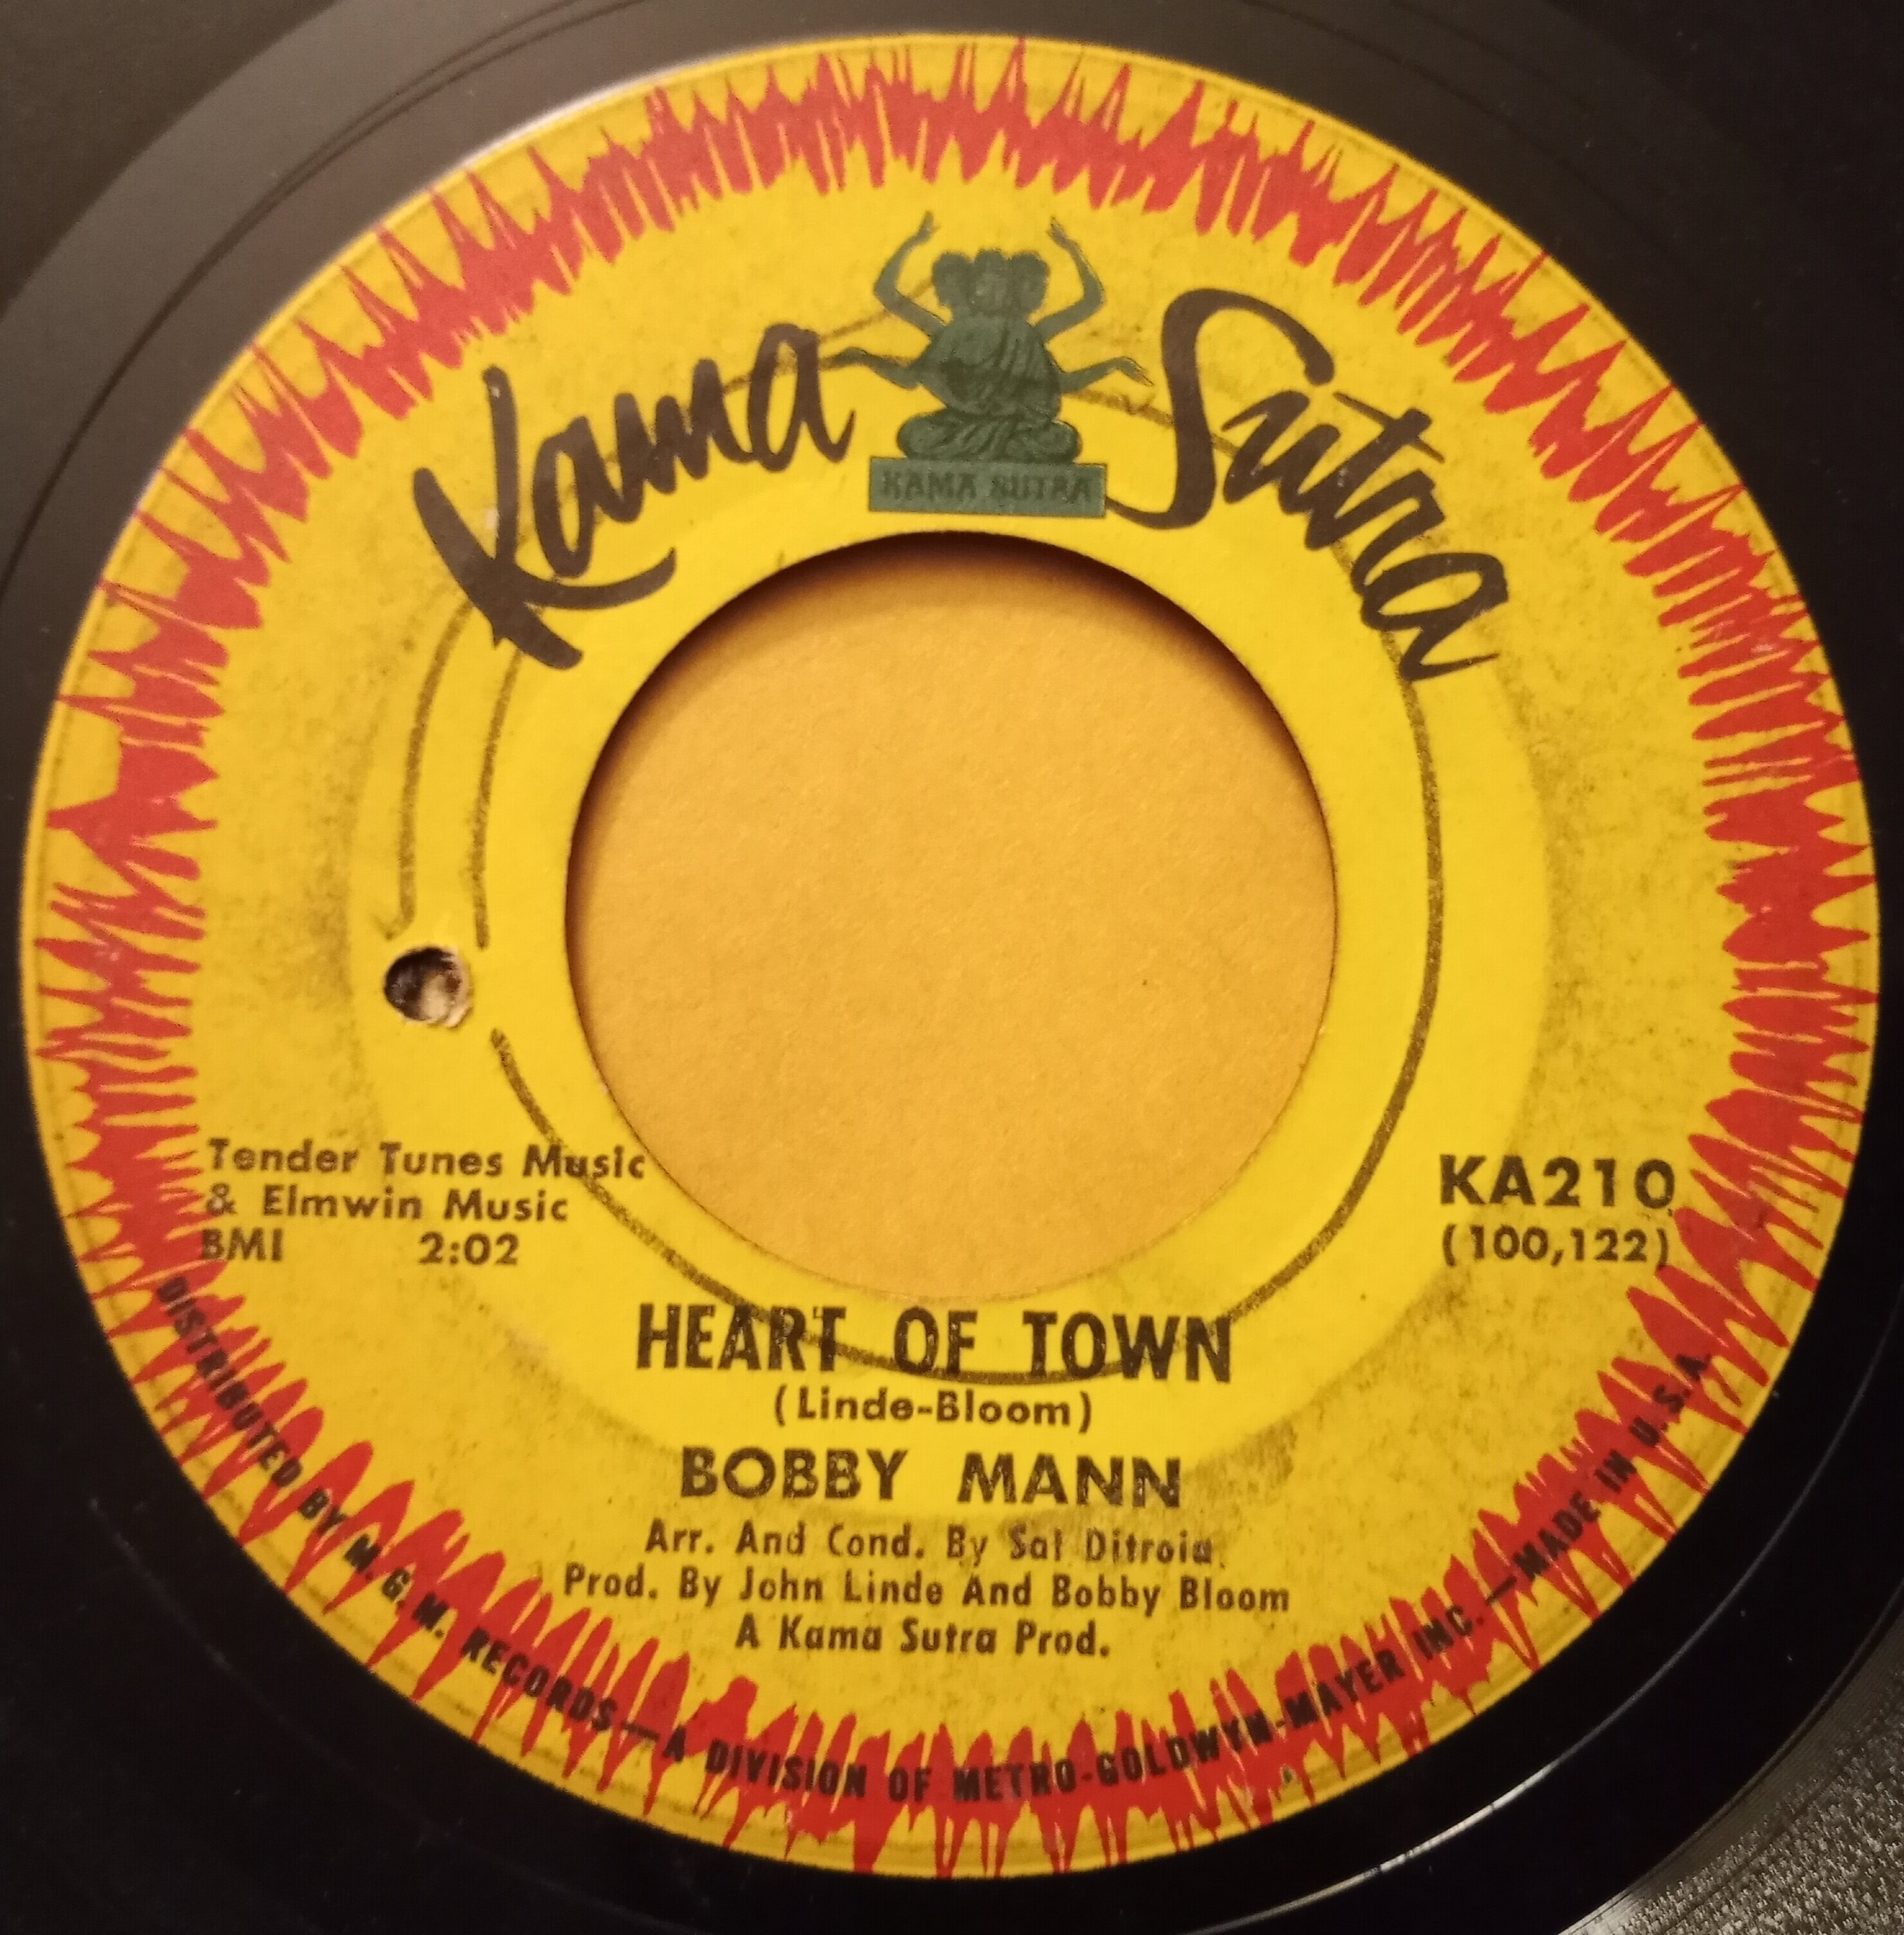 Kama Sutra
KAMA SUTRA
Tender Tunes Music
& Elmwin Music
BMI 2:02
KA210
(100,122)
HEART OF TOWN
(Linde-Bloom)
BOBBY MANN
Arr. And Cond. By Sal Ditroia
Prod. By John Linde And Bobby Bloom
A Kama Sutra Prod.
DISTRIBUTED BY M. G. M. RECORDS — A DIVISION OF METRO-GOLDWYN-MAYER INC. — MADE IN U. S. A.